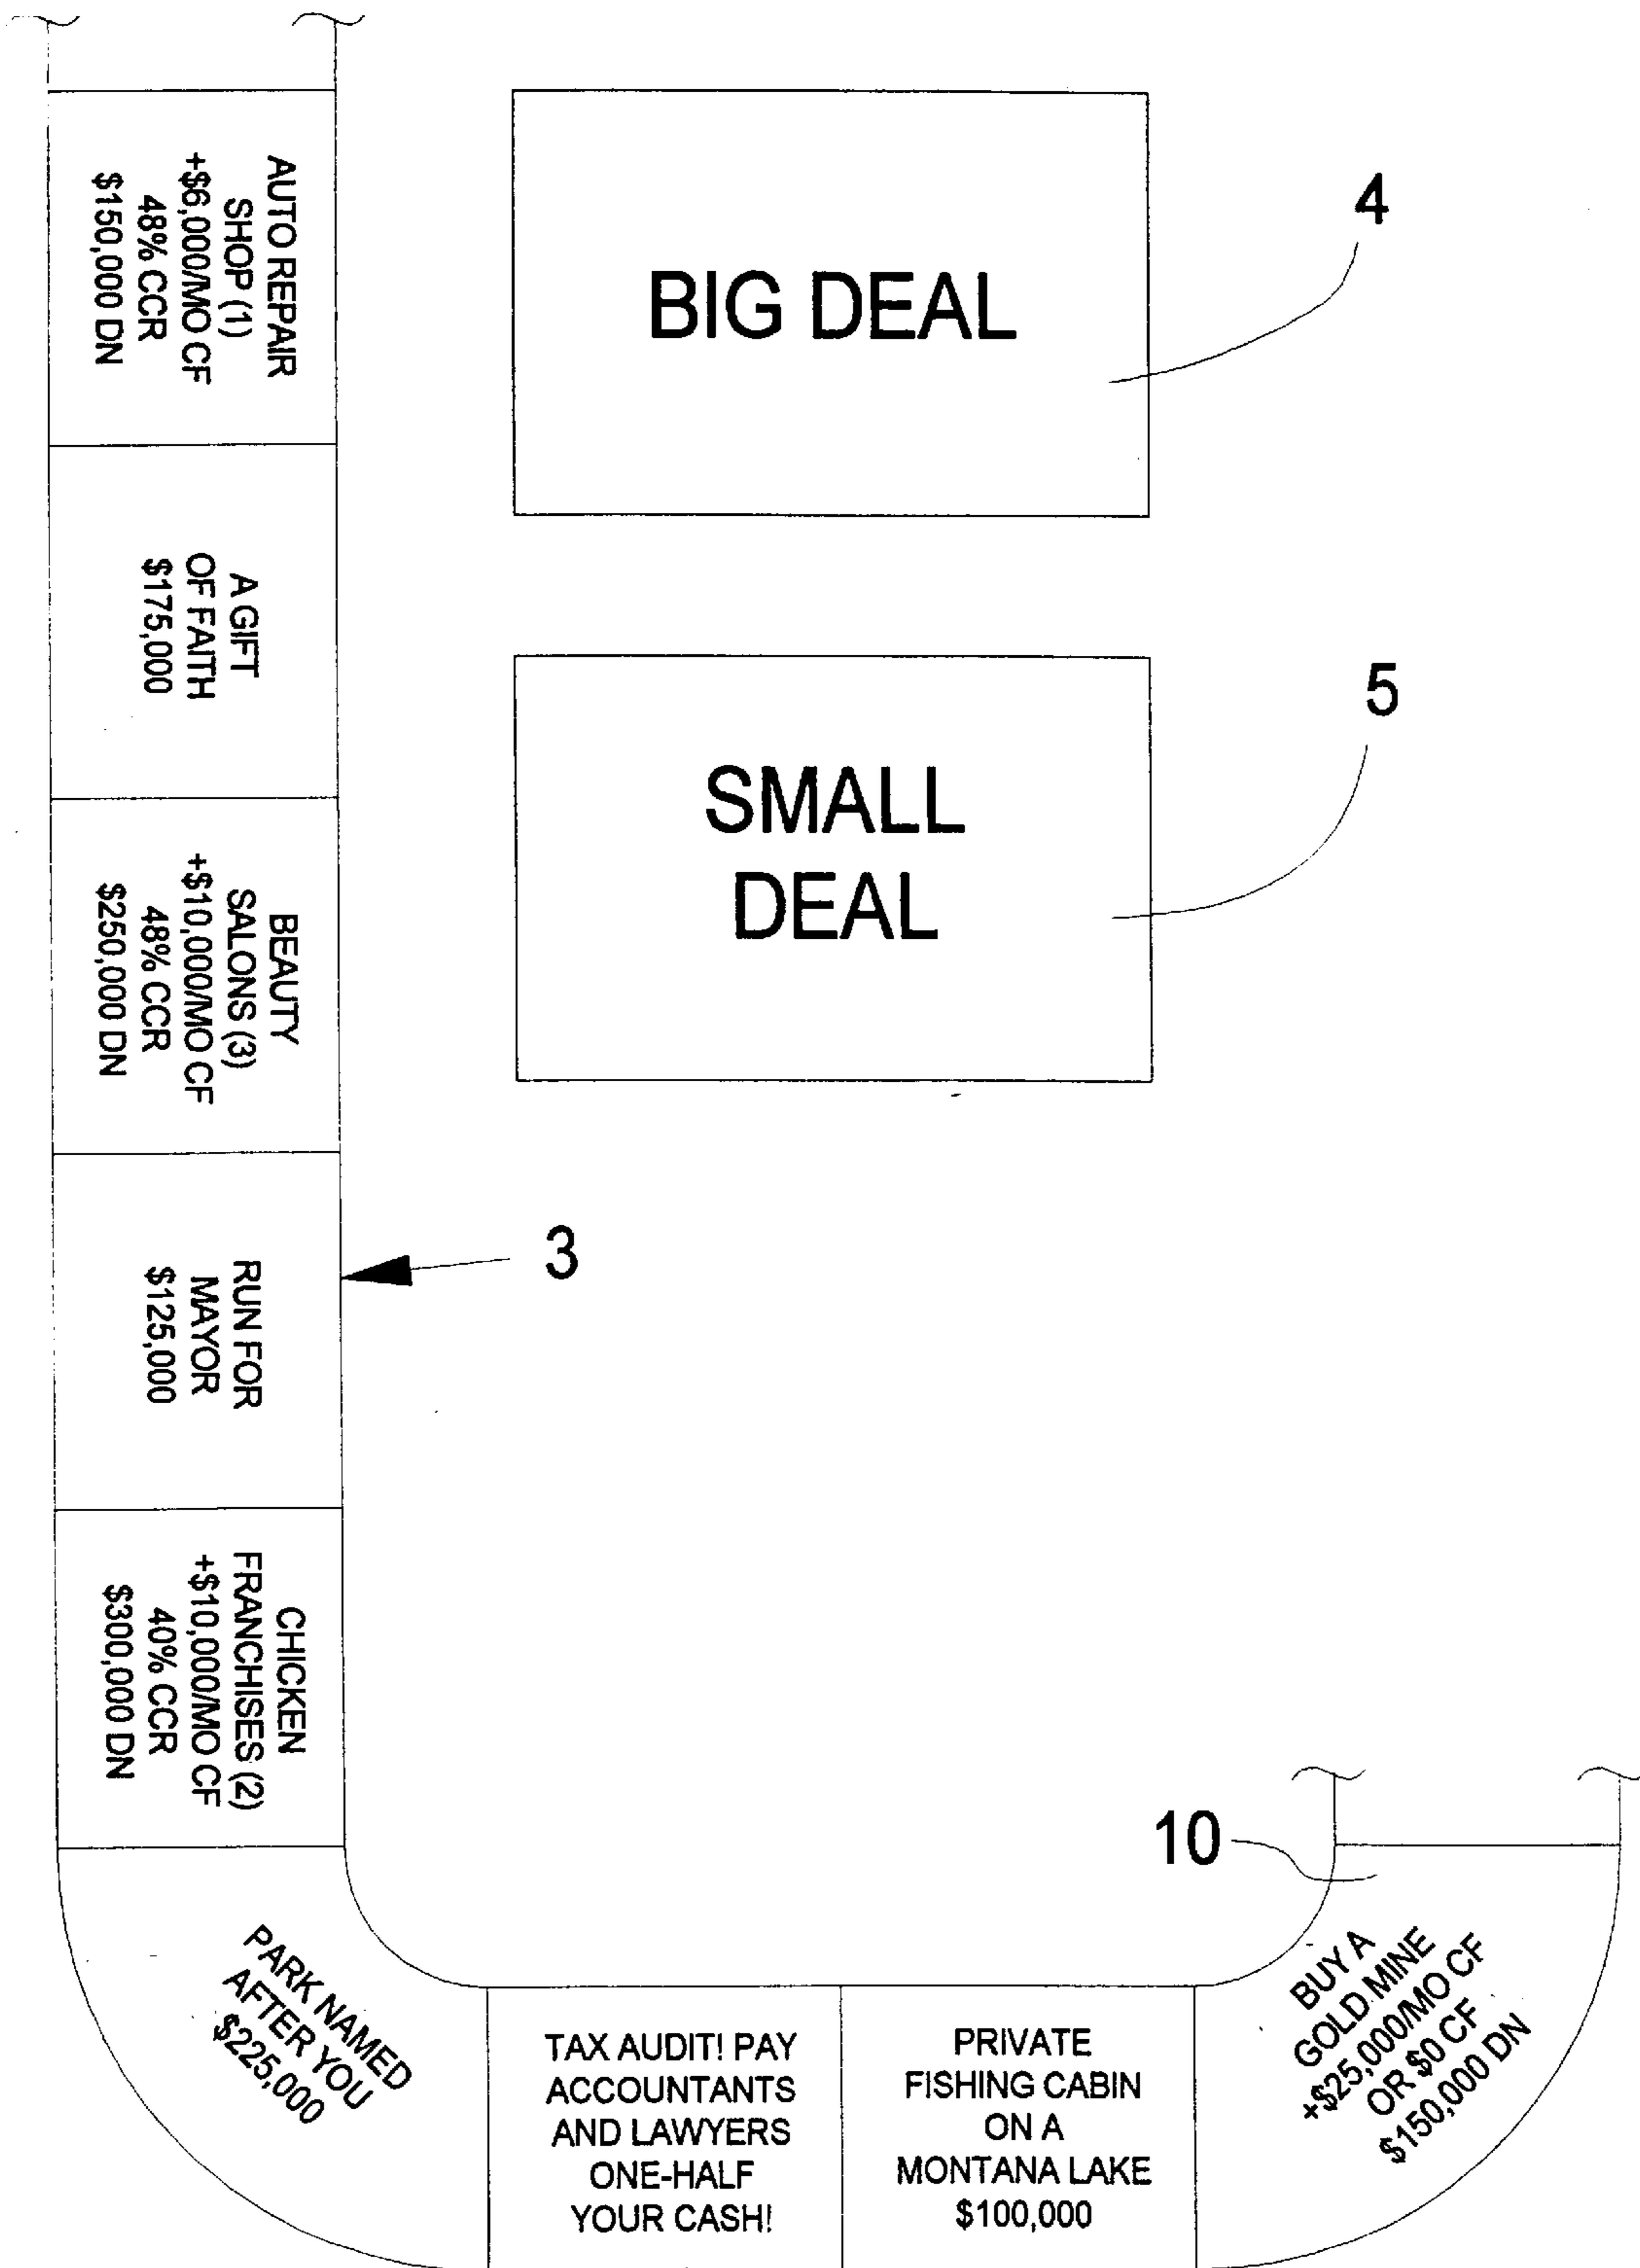 AUTO REPAIR
SHOP (1)
+$6,000/MO CF
48% CCR
$150,000 DN
BIG DEAL
4
A GIFT
OF FAITH
$175,000
SMALL
DEAL
5
BEAUTY
SALONS (3)
+$10,000/MO CF
48% CCR
$250,000 DN
RUN FOR
MAYOR
$125,000
3
CHICKEN
FRANCHISES (2)
+$10,000/MO CF
40% CCR
$300,000 DN
PARK NAMED
AFTER YOU
$225,000
TAX AUDIT! PAY
ACCOUNTANTS
AND LAWYERS
ONE-HALF
YOUR CASH!
PRIVATE
FISHING CABIN
ON A
MONTANA LAKE
$100,000
10
BUY A
GOLD MINE
+$25,000/MO CF
OR $0 CF
$150,000 DN